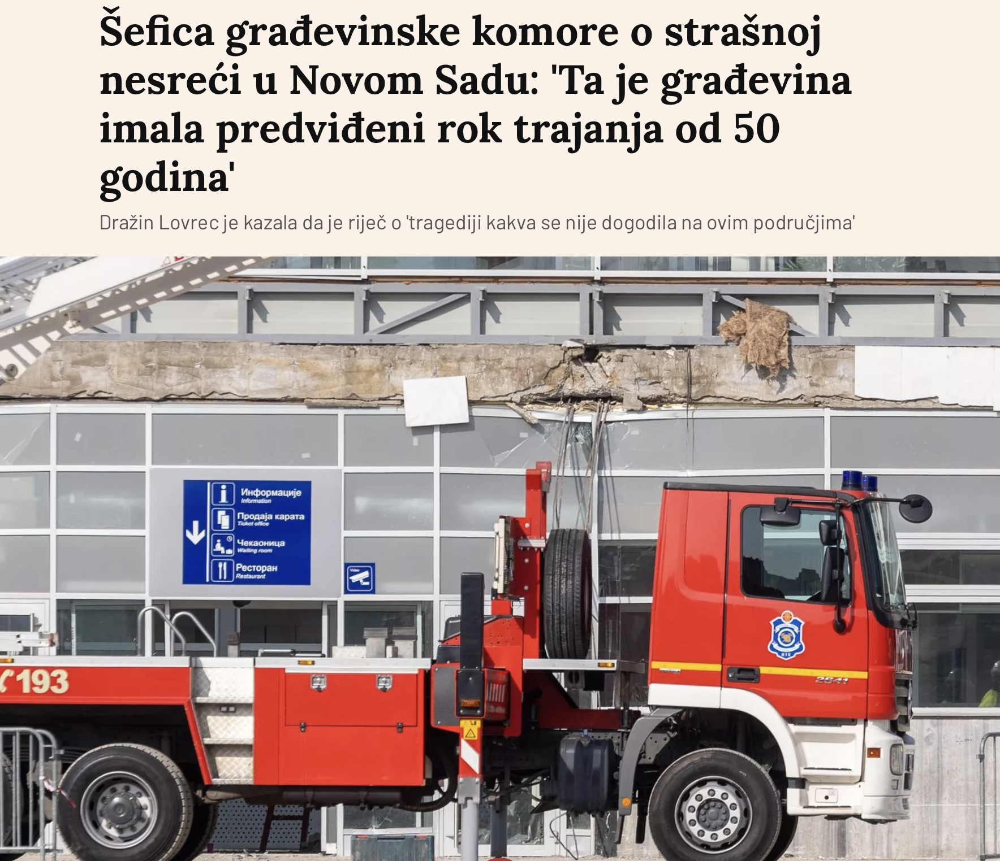 Šefica građevinske komore o strašnoj
nesreći u Novom Sadu: 'Ta je građevina
imala predviđeni rok trajanja od 50
godina'
Dražin Lovrec je kazala da je riječ o 'tragediji kakva se nije dogodila na ovim područjima'
Информације
Information
Продаја карата
Ticket office
Чекаоница
Waiting room
Ресторан
Restaurant
Video
193
2641
МУП